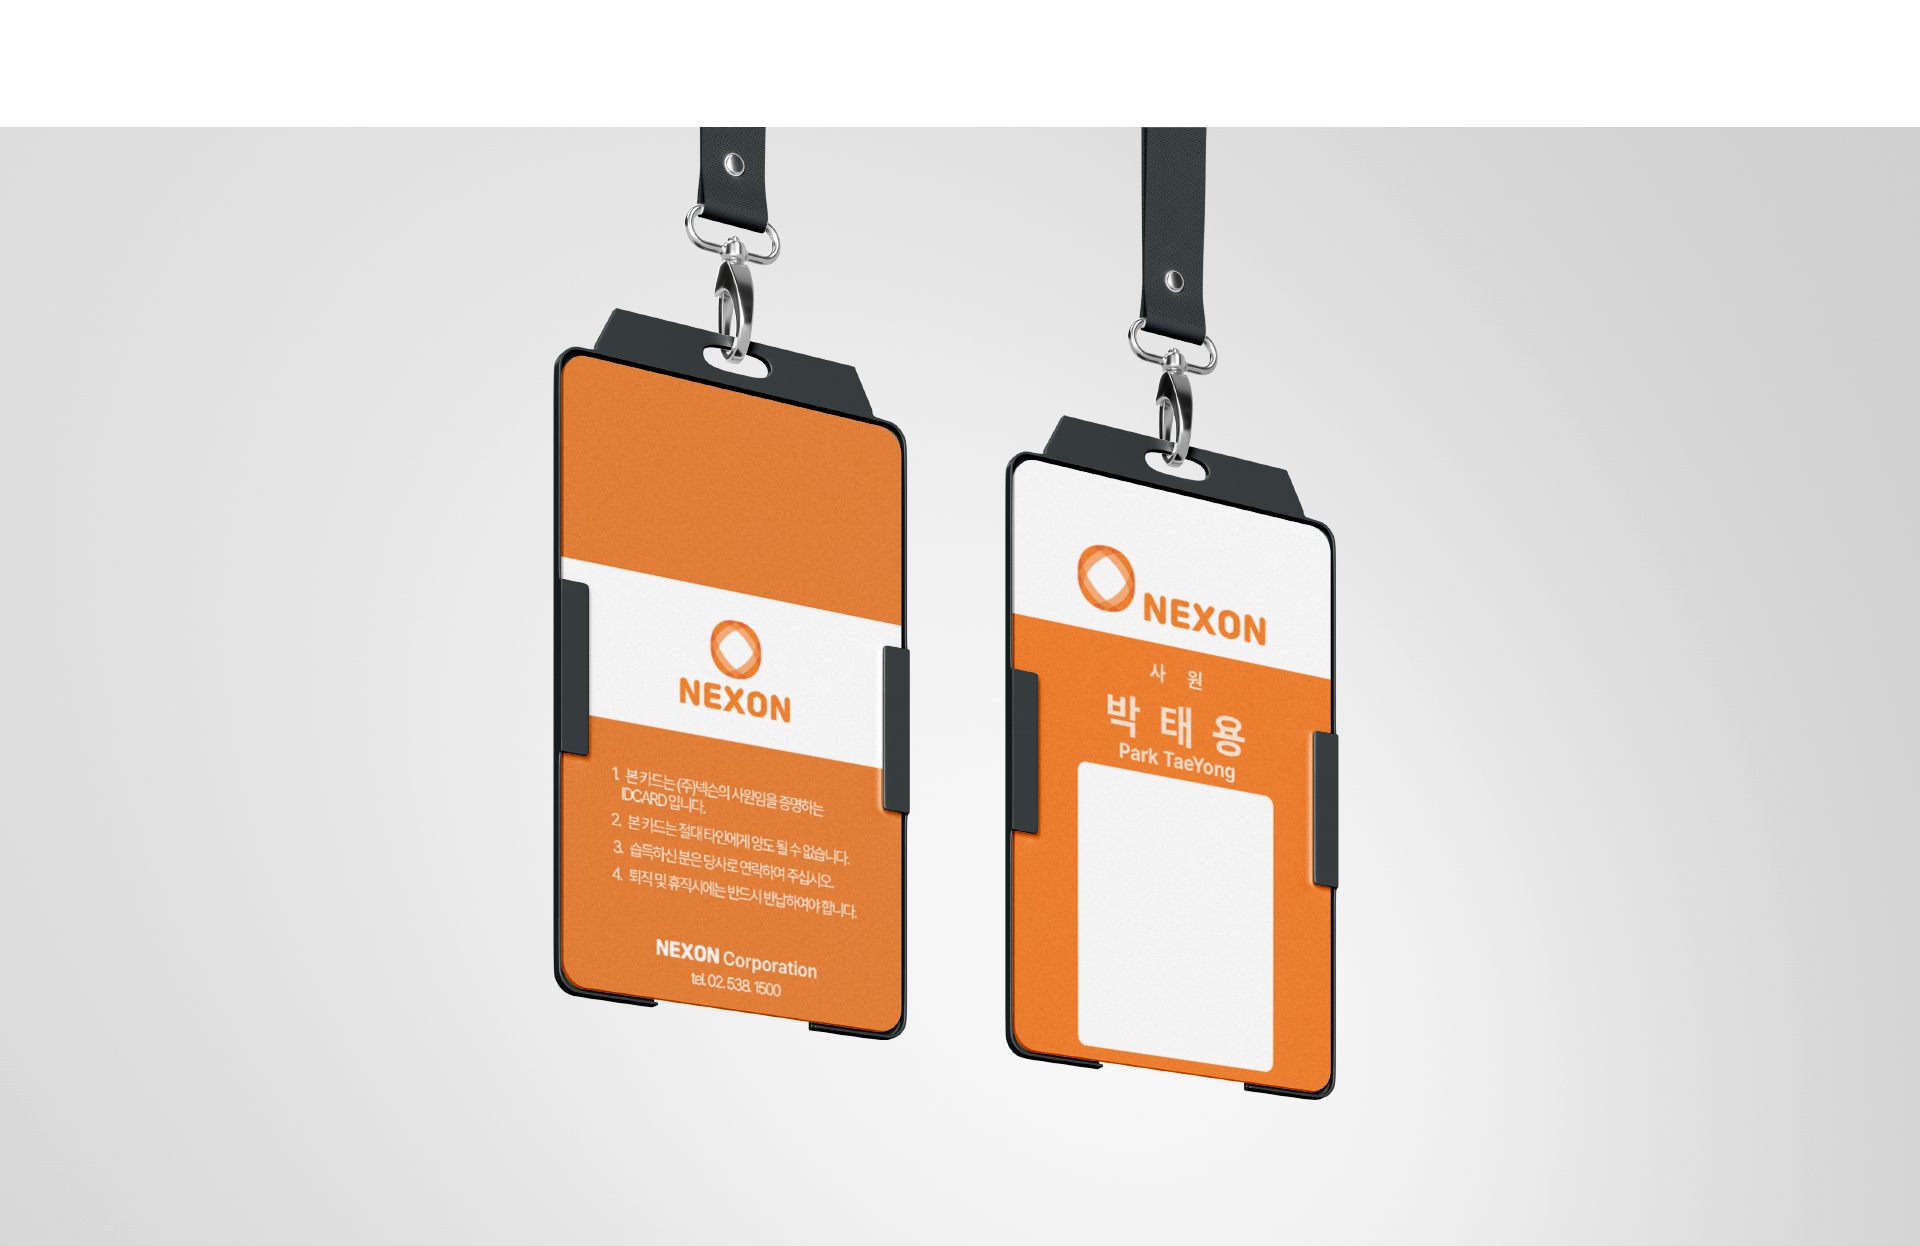 NEXON
1. 본 카드는 (주)넥슨의 사원임을 증명하는
IDCARD 입니다.
2. 본 카드는 절대 타인에게 양도 될 수 없습니다.
3. 습득하신 분은 당사로 연락하여 주십시오.
4. 퇴직 및 휴직시에는 반드시 반납하여야 합니다.
NEXON Corporation
tel. 02. 538. 1500
NEXON
사 원
박 태 용
Park TaeYong